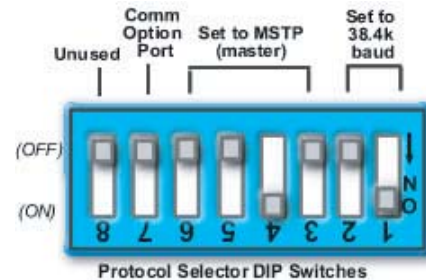 Unused
Comm
Option
Port
Set to MSTP
(master)
Set to
38.4k
baud
(OFF)
(ON)
ON
8 7 6 5 4 3 2 1
Protocol Selector DIP Switches